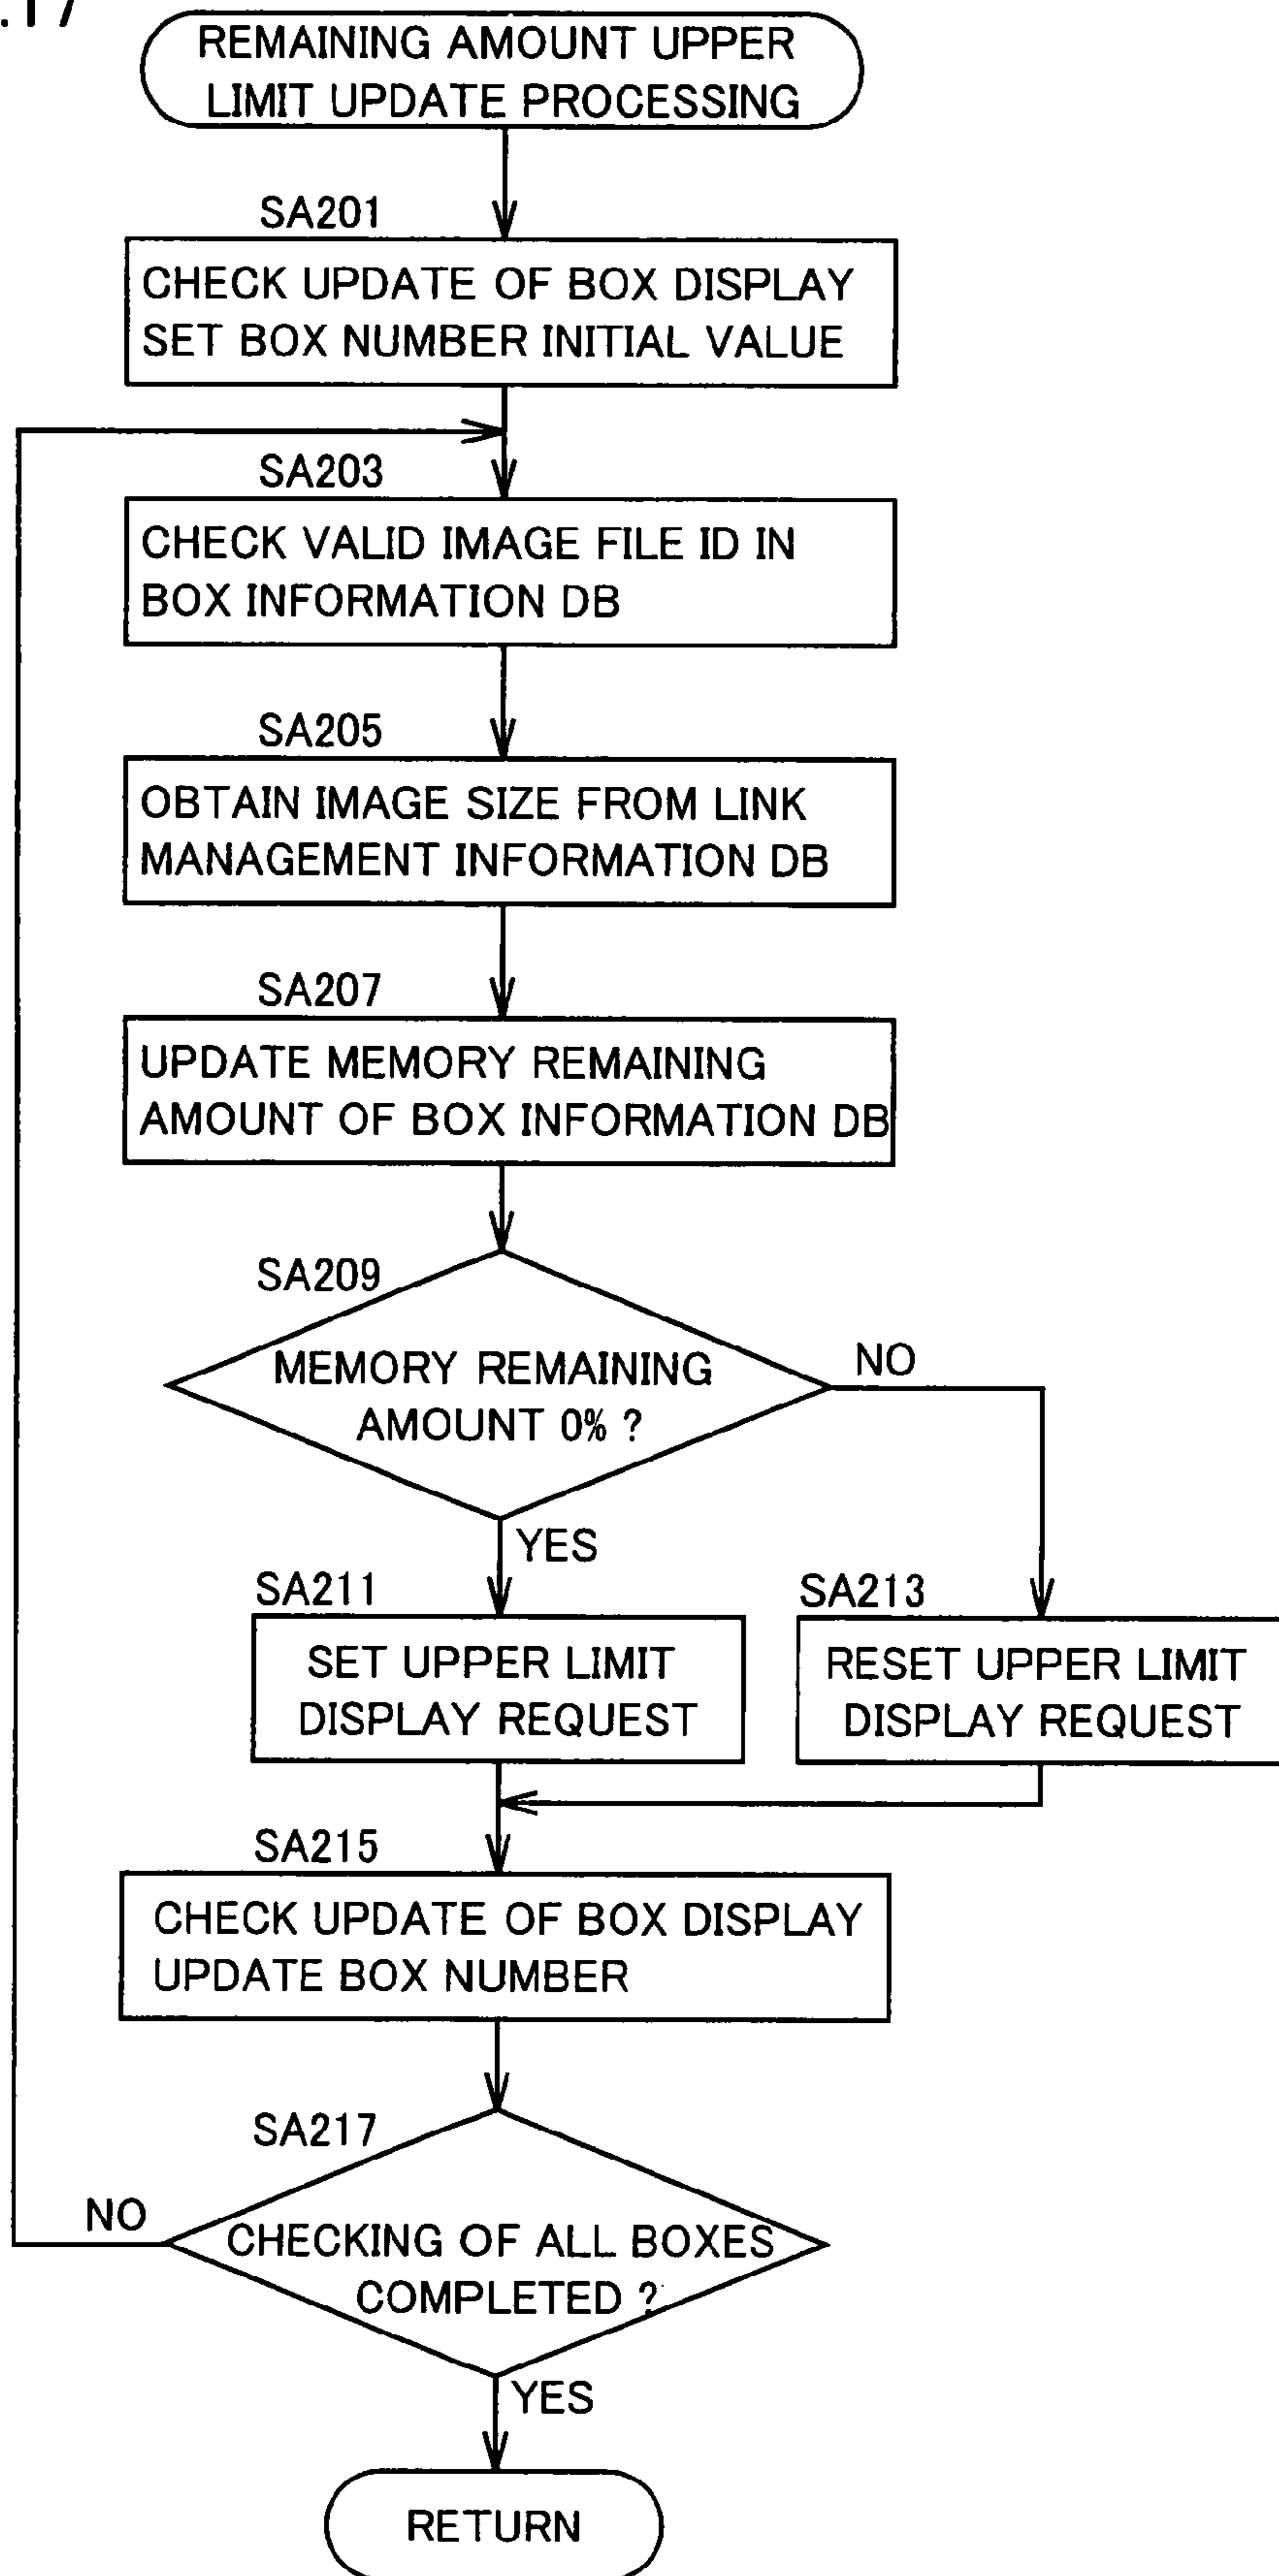 .17
REMAINING AMOUNT UPPER
LIMIT UPDATE PROCESSING
SA201
CHECK UPDATE OF BOX DISPLAY
SET BOX NUMBER INITIAL VALUE
SA203
CHECK VALID IMAGE FILE ID IN
BOX INFORMATION DB
SA205
OBTAIN IMAGE SIZE FROM LINK
MANAGEMENT INFORMATION DB
SA207
UPDATE MEMORY REMAINING
AMOUNT OF BOX INFORMATION DB
SA209
MEMORY REMAINING
AMOUNT 0% ?
NO
YES
SA211
SET UPPER LIMIT
DISPLAY REQUEST
SA213
RESET UPPER LIMIT
DISPLAY REQUEST
SA215
CHECK UPDATE OF BOX DISPLAY
UPDATE BOX NUMBER
SA217
NO
CHECKING OF ALL BOXES
COMPLETED ?
YES
RETURN